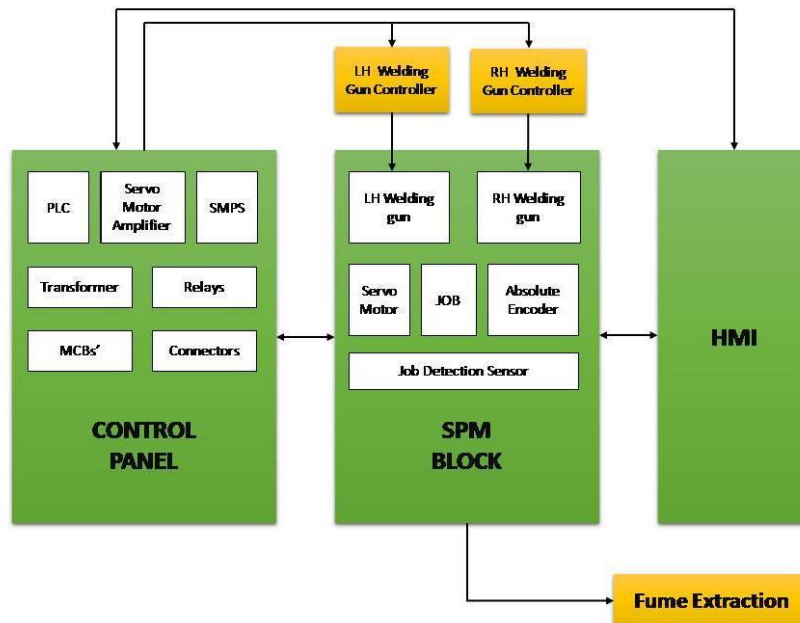 LH Welding
Gun Controller
RH Welding
Gun Controller
PLC
Servo
Motor
Amplifier
SMPS
Transformer
Relays
MCBs'
Connectors
CONTROL
PANEL
LH Welding
gun
RH Welding
gun
Servo
Motor
JOB
Absolute
Encoder
Job Detection Sensor
SPM
BLOCK
HMI
Fume Extraction